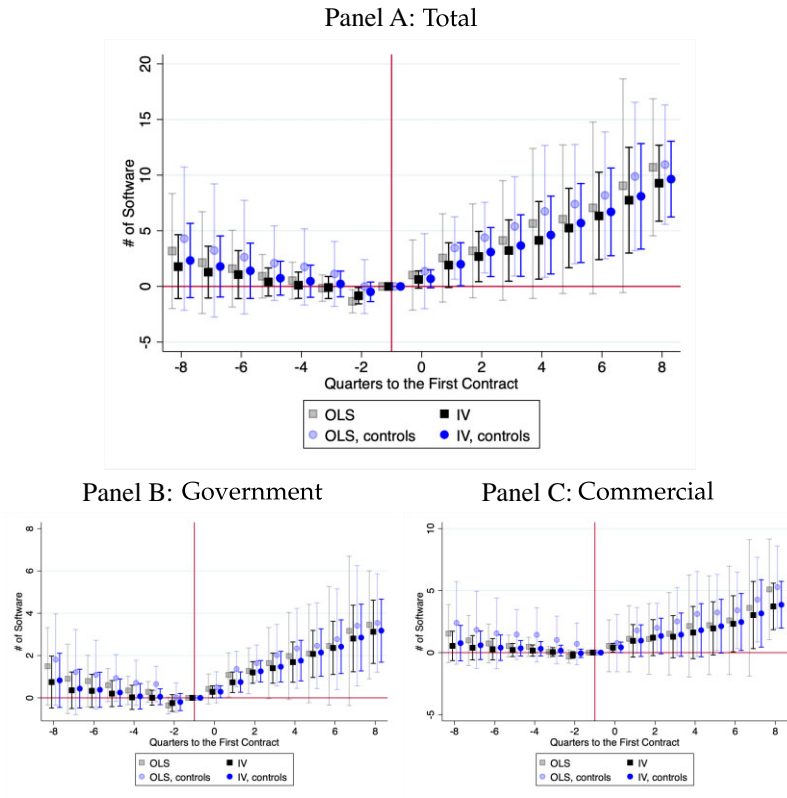 Panel A: Total
# of Software
20
15
10
5
0
-5
-8 -6 -4 -2 0 2 4 6 8
Quarters to the First Contract
OLS IV
OLS, controls IV, controls
Panel B: Government
# of Software
8
6
4
2
0
-8 -6 -4 -2 0 2 4 6 8
Quarters to the First Contract
OLS IV
OLS, controls IV, controls
Panel C: Commercial
# of Software
10
5
0
-5
-8 -6 -4 -2 0 2 4 6 8
Quarters to the First Contract
OLS IV
OLS, controls IV, controls